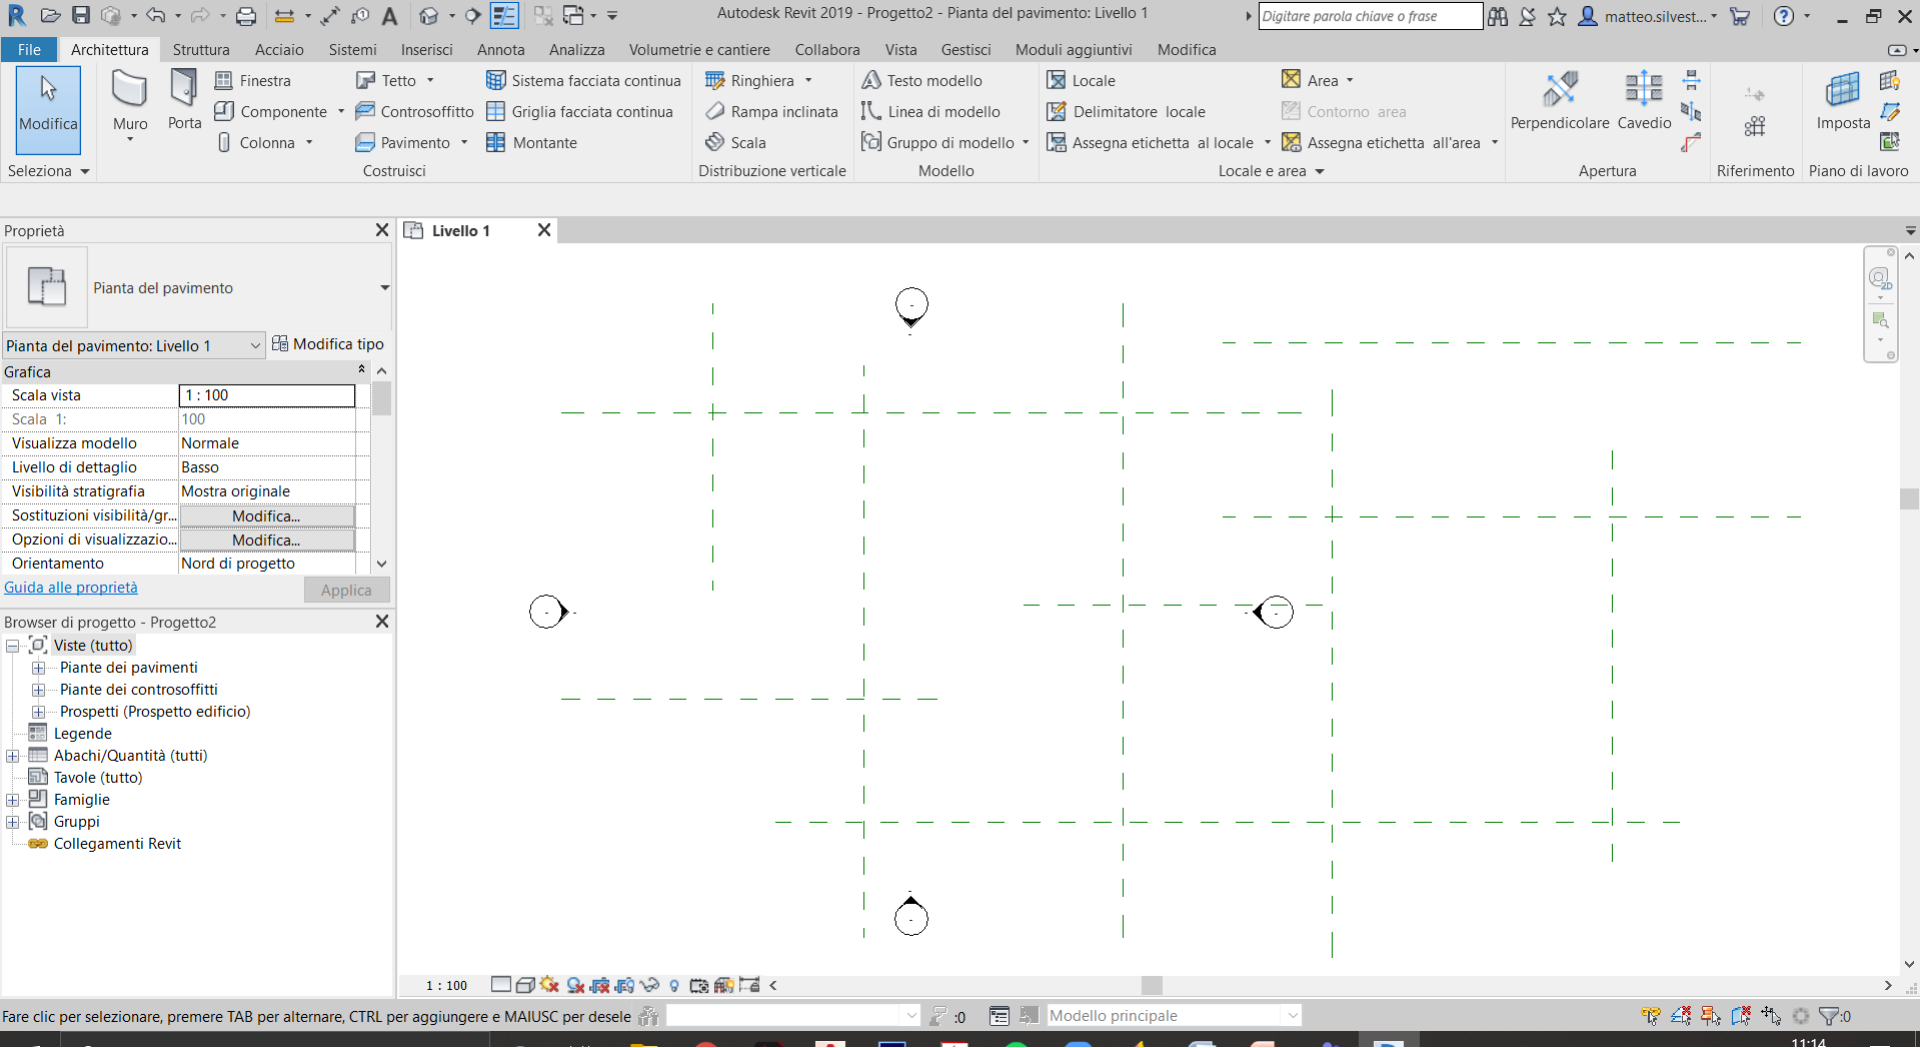 Autodesk Revit 2019 - Progetto2 - Pianta del pavimento: Livello 1
Digitare parola chiave o frase
matteo.silvest...
File Architettura Struttura Acciaio Sistemi Inserisci Annota Analizza Volumetrie e cantiere Collabora Vista Gestisci Moduli aggiuntivi Modifica
Modifica
Seleziona
Muro
Porta
Finestra
Componente
Colonna
Tetto
Controsoffitto
Pavimento
Sistema facciata continua
Griglia facciata continua
Montante
Costruisci
Ringhiera
Rampa inclinata
Scala
Distribuzione verticale
Testo modello
Linea di modello
Gruppo di modello
Modello
Locale
Delimitatore locale
Assegna etichetta al locale
Area
Contorno area
Assegna etichetta all'area
Locale e area
Perpendicolare
Cavedio
Apertura
Riferimento
Imposta
Piano di lavoro
Proprietà
Pianta del pavimento
Pianta del pavimento: Livello 1
Modifica tipo
Grafica
Scala vista 1 : 100
Scala 1: 100
Visualizza modello Normale
Livello di dettaglio Basso
Visibilità stratigrafia Mostra originale
Sostituzioni visibilità/gr... Modifica...
Opzioni di visualizzazio... Modifica...
Orientamento Nord di progetto
Guida alle proprietà
Applica
Browser di progetto - Progetto2
Viste (tutto)
Piante dei pavimenti
Piante dei controsoffitti
Prospetti (Prospetto edificio)
Legende
Abachi/Quantità (tutti)
Tavole (tutto)
Famiglie
Gruppi
Collegamenti Revit
Livello 1
2D
1 : 100
Fare clic per selezionare, premere TAB per alternare, CTRL per aggiungere e MAIUSC per desele
:0
Modello principale
:0
11:14